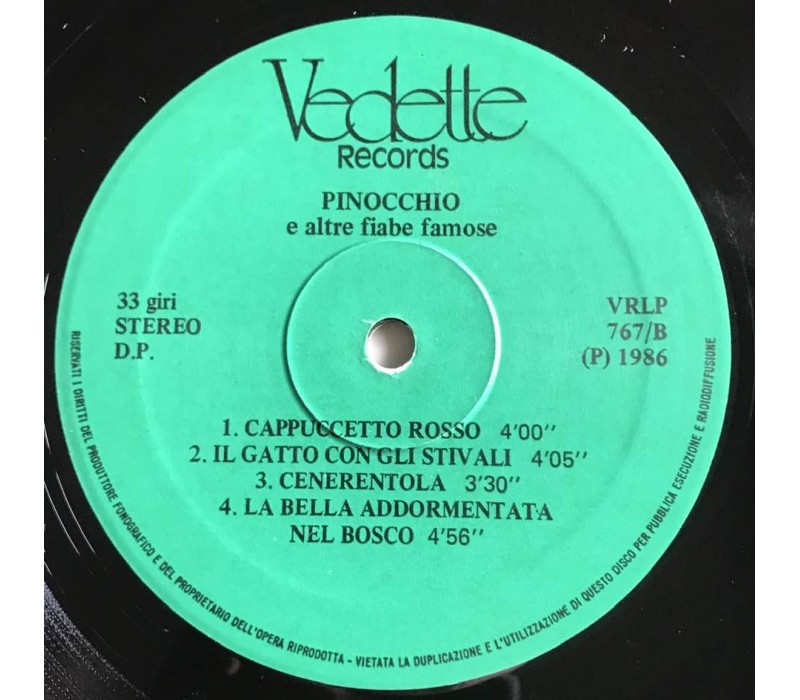 Vedette
Records
PINOCCHIO
e altre fiabe famose
33 giri
STEREO
D.P.
VRLP
767/B
(P) 1986
1. CAPPUCCETTO ROSSO 4'00''
2. IL GATTO CON GLI STIVALI 4'05''
3. CENERENTOLA 3'30''
4. LA BELLA ADDORMENTATA
NEL BOSCO 4'56''
RISERVATI I DIRITTI DEL PRODUTTORE FONOGRAFICO E DEL PROPRIETARIO DELL'OPERA RIPRODOTTA - VIETATA LA DUPLICAZIONE E L'UTILIZZAZIONE DI QUESTO DISCO PER PUBBLICA ESECUZIONE E RADIODIFFUSIONE